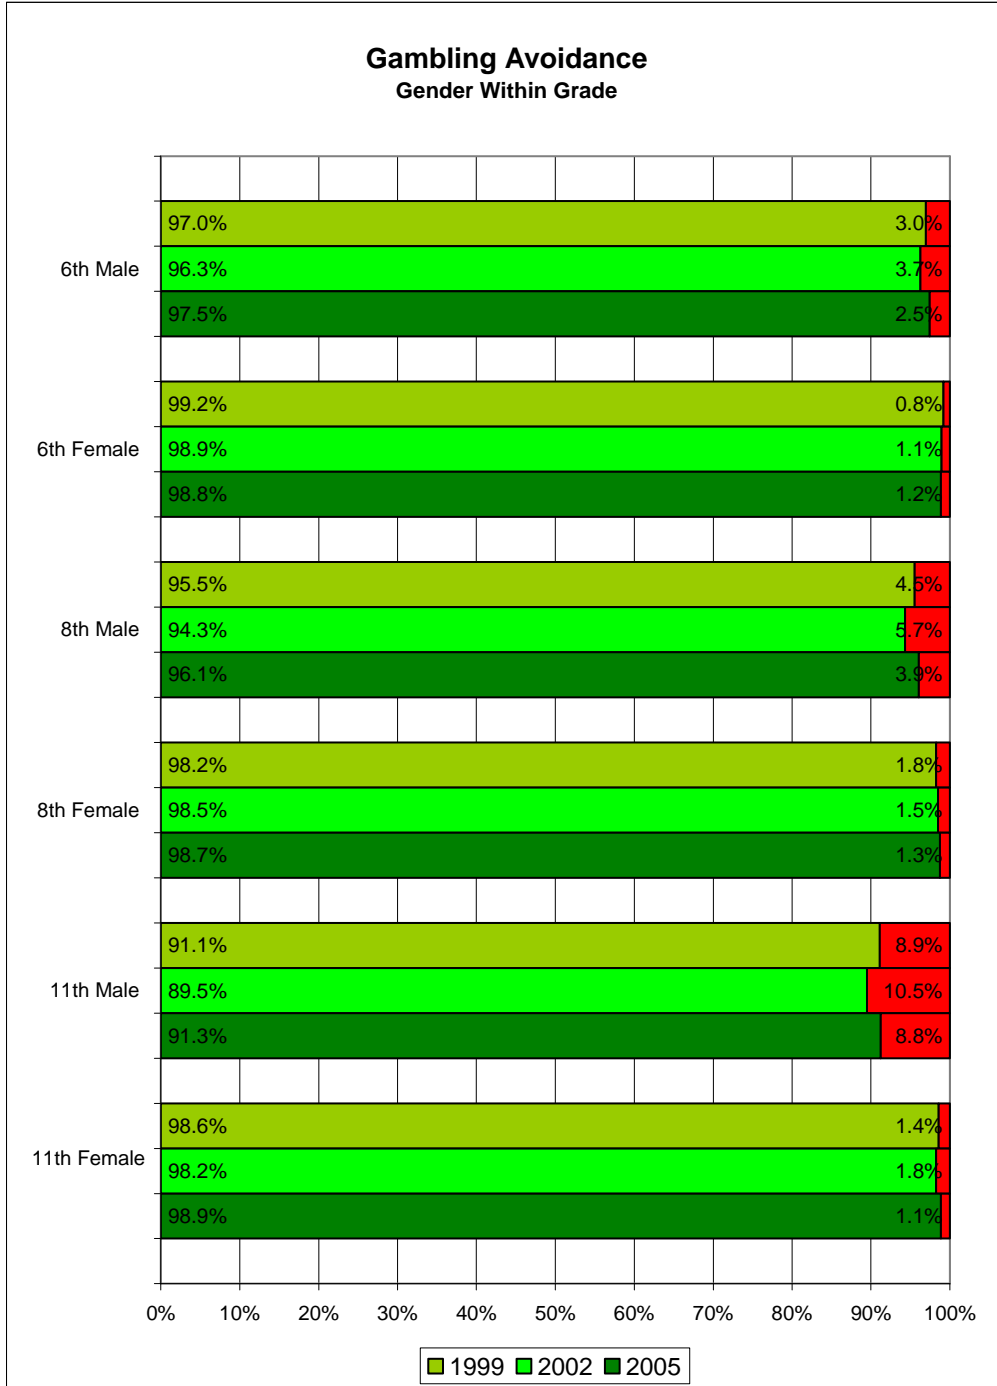 Gambling Avoidance
Gender Within Grade
97.0% 3.0%
6th Male 96.3% 3.7%
97.5% 2.5%
99.2% 0.8%
6th Female 98.9% 1.1%
98.8% 1.2%
95.5% 4.5%
8th Male 94.3% 5.7%
96.1% 3.9%
98.2% 1.8%
8th Female 98.5% 1.5%
98.7% 1.3%
91.1% 8.9%
11th Male 89.5% 10.5%
91.3% 8.8%
98.6% 1.4%
11th Female 98.2% 1.8%
98.9% 1.1%
0% 10% 20% 30% 40% 50% 60% 70% 80% 90% 100%
1999 2002 2005